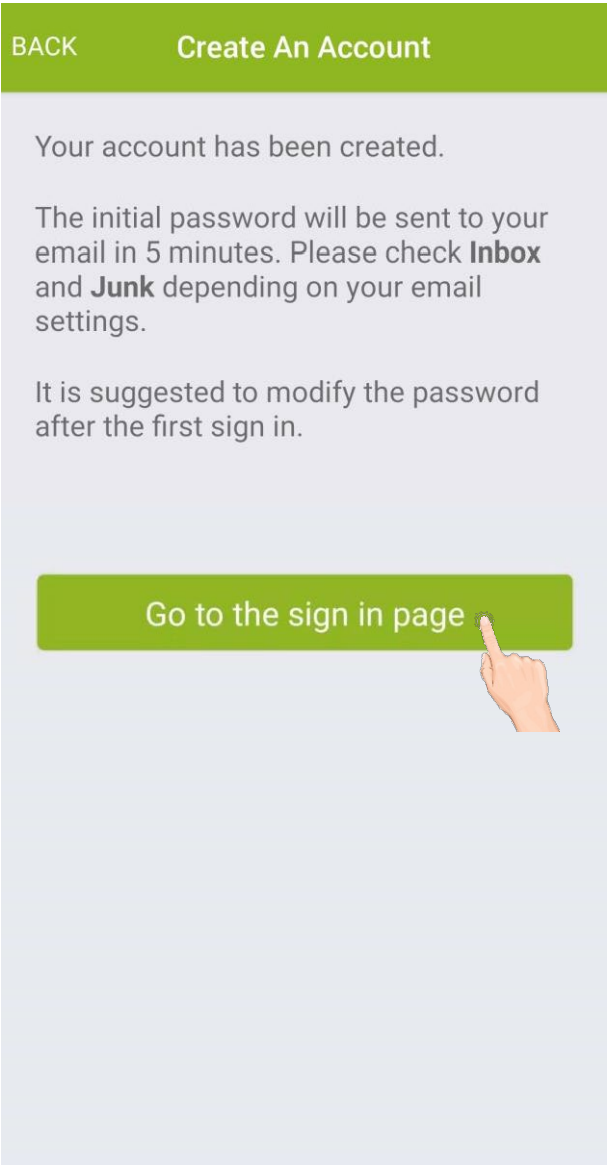 BACK
Create An Account
Your account has been created.
The initial password will be sent to your
email in 5 minutes. Please check Inbox
and Junk depending on your email
settings.
It is suggested to modify the password
after the first sign in.
Go to the sign in page